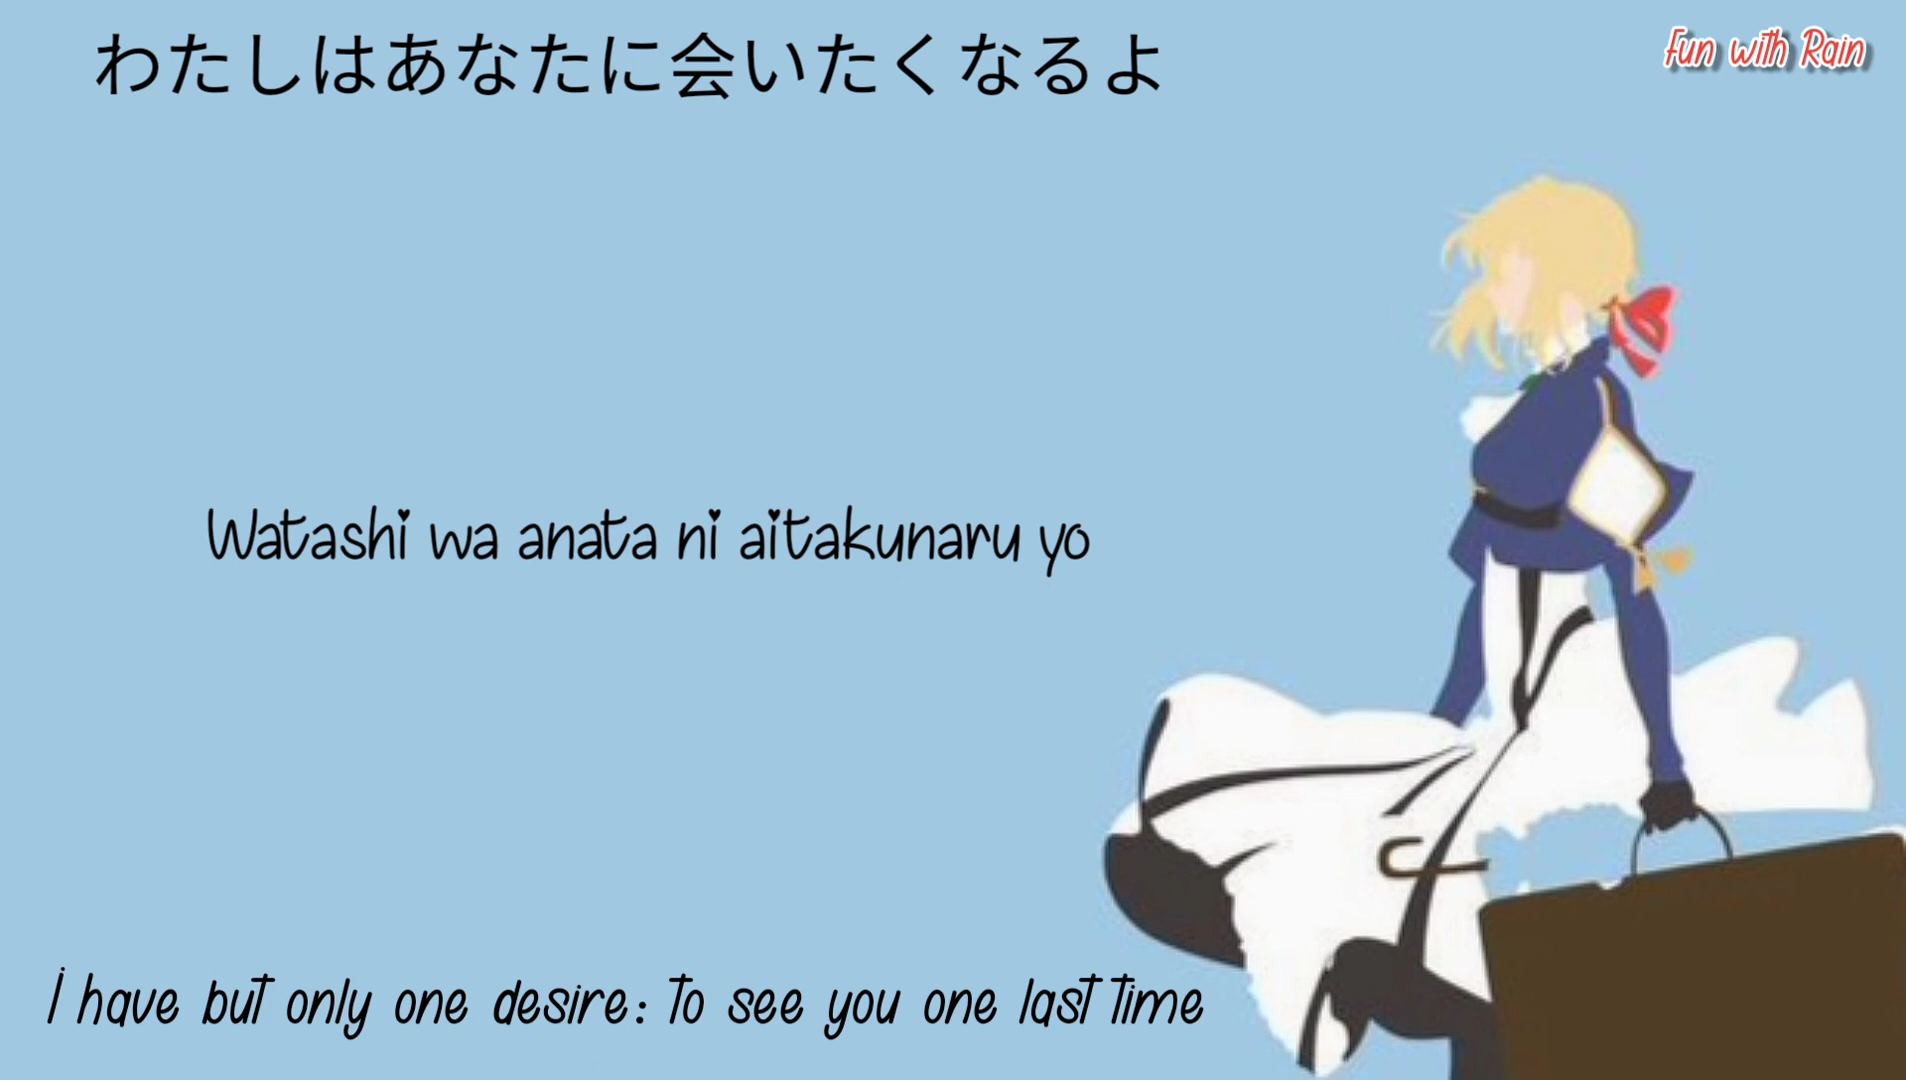 わたしはあなたに会いたくなるよ
Fun with Rain
Watashi wa anata ni aitakunaru yo
I have but only one desire: to see you one last time